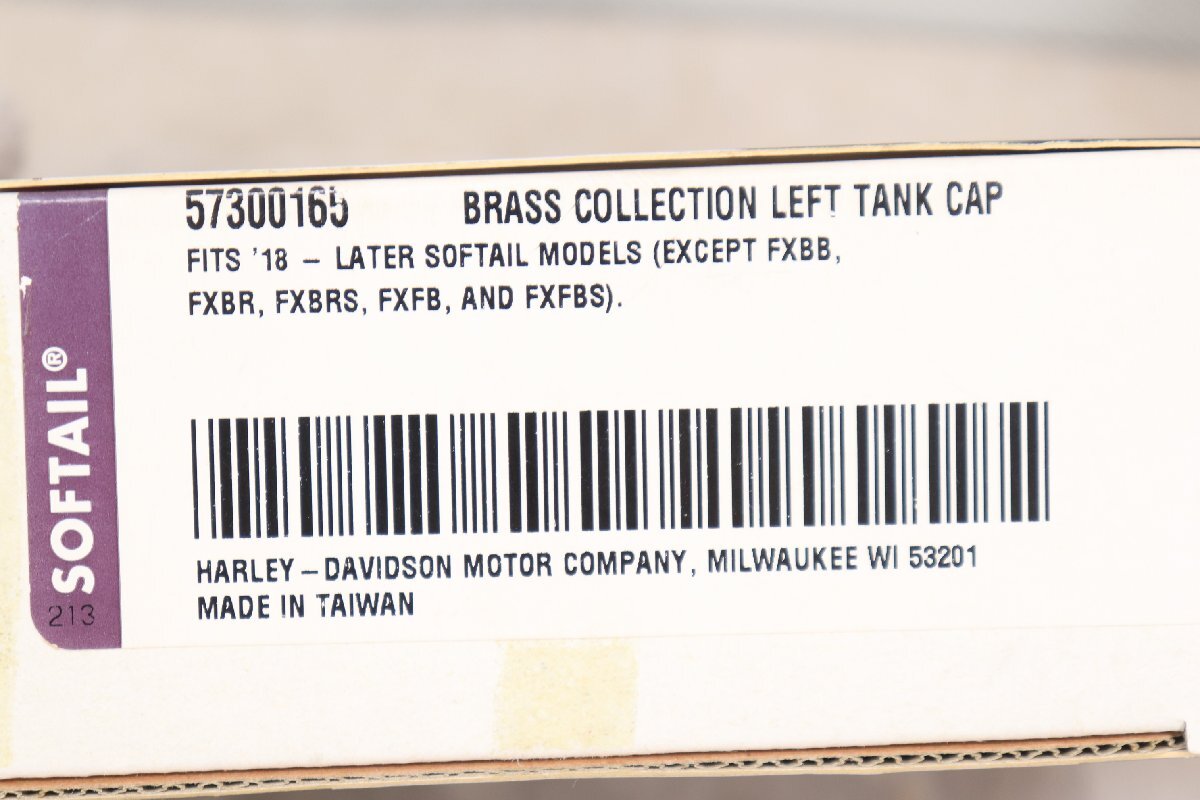 57300165 BRASS COLLECTION LEFT TANK CAP
FITS '18 - LATER SOFTAIL MODELS (EXCEPT FXBB,
FXBR, FXBRS, FXFB, AND FXFBS).
HARLEY-DAVIDSON MOTOR COMPANY, MILWAUKEE WI 53201
MADE IN TAIWAN
SOFTAIL®
213